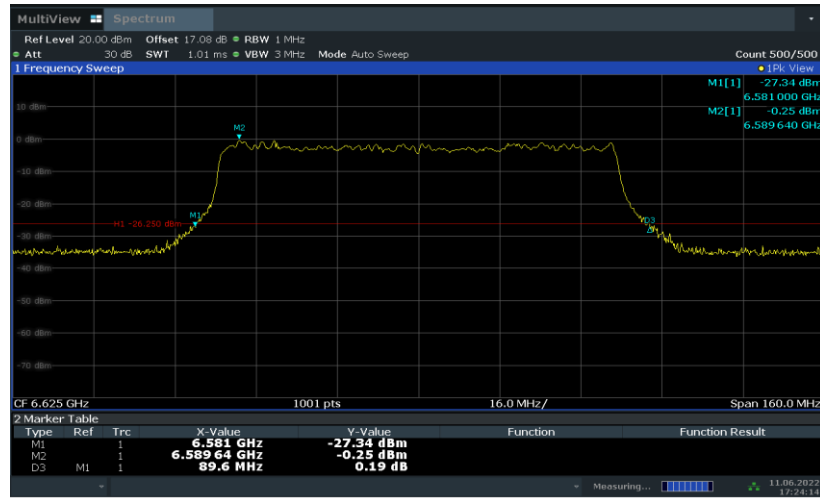 MultiView Spectrum
Ref Level 20.00 dBm Offset 17.08 dB RBW 1 MHz
Att 30 dB SWT 1.01 ms VBW 3 MHz Mode Auto Sweep Count 500/500
1 Frequency Sweep 1Pk View
M1[1] -27.34 dBm
6.581 000 GHz
M2[1] -0.25 dBm
6.589 640 GHz
10 dBm
M2
0 dBm
-10 dBm
-20 dBm
M1
D3
H1 -26.250 dBm
-30 dBm
-40 dBm
-50 dBm
-60 dBm
-70 dBm
CF 6.625 GHz 1001 pts 16.0 MHz/ Span 160.0 MHz
2 Marker Table
Type Ref Trc X-Value Y-Value Function Function Result
M1 1 6.581 GHz -27.34 dBm
M2 1 6.589 64 GHz -0.25 dBm
D3 M1 1 89.6 MHz 0.19 dB
Measuring... 11.06.2022
17:24:14